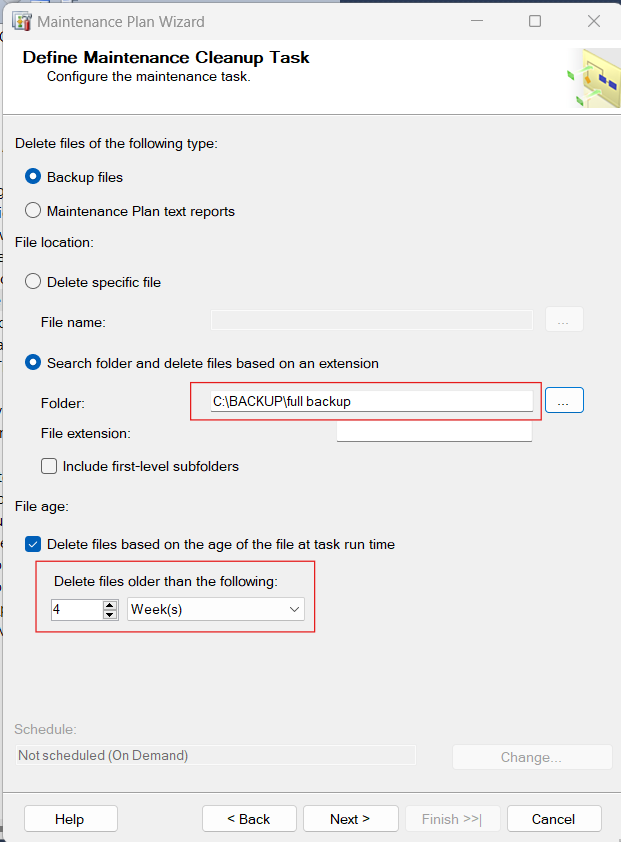 Maintenance Plan Wizard
Define Maintenance Cleanup Task
Configure the maintenance task.
Delete files of the following type:
Backup files
Maintenance Plan text reports
File location:
Delete specific file
File name:
...
Search folder and delete files based on an extension
Folder:
C:\BACKUP\full backup
...
File extension:
Include first-level subfolders
File age:
Delete files based on the age of the file at task run time
Delete files older than the following:
4
Week(s)
Schedule:
Not scheduled (On Demand)
Change...
Help
< Back
Next >
Finish >>|
Cancel